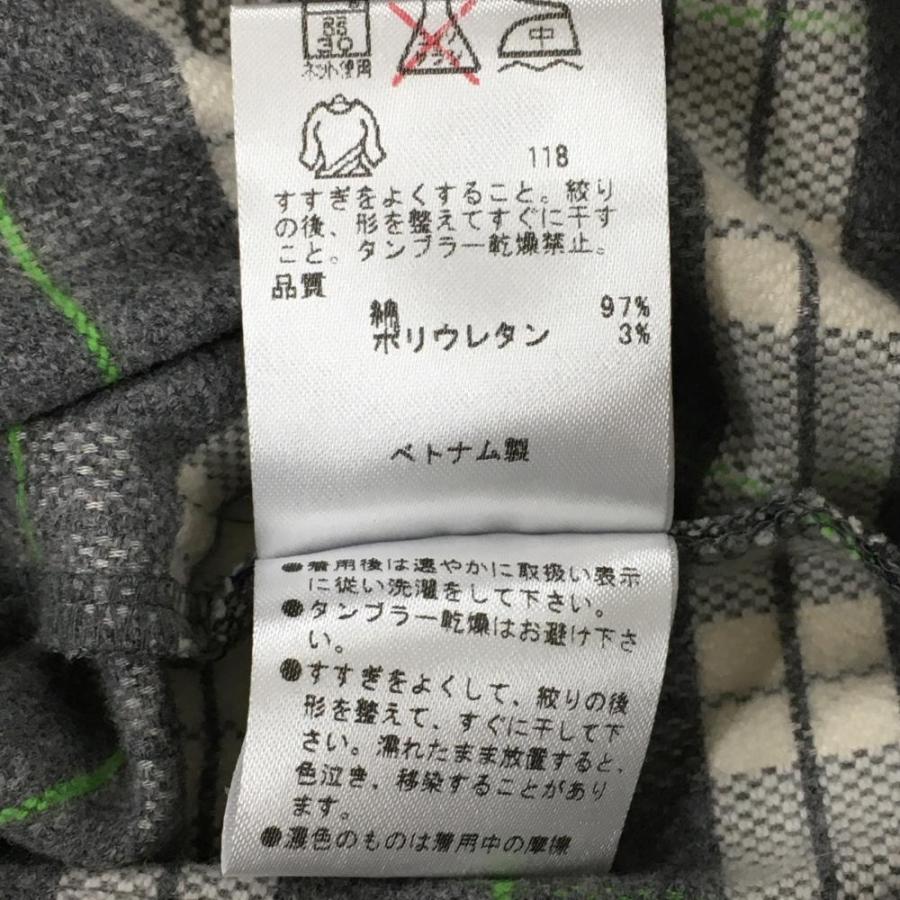 30
中
ネット使用
118
すすぎをよくすること。絞り
の後、形を整えてすぐに干す
こと。タンブラー乾燥禁止。
品質
綿 97%
ポリウレタン 3%
ベトナム製
●着用後は速やかに取扱い表示
に従い洗濯をして下さい。
●タンブラー乾燥はお避け下さ
い。
●すすぎをよくして、絞りの後
形を整えて、すぐに干して下
さい。濡れたまま放置すると、
色泣き、移染することがあり
ます。
●濃色のものは着用中の摩擦